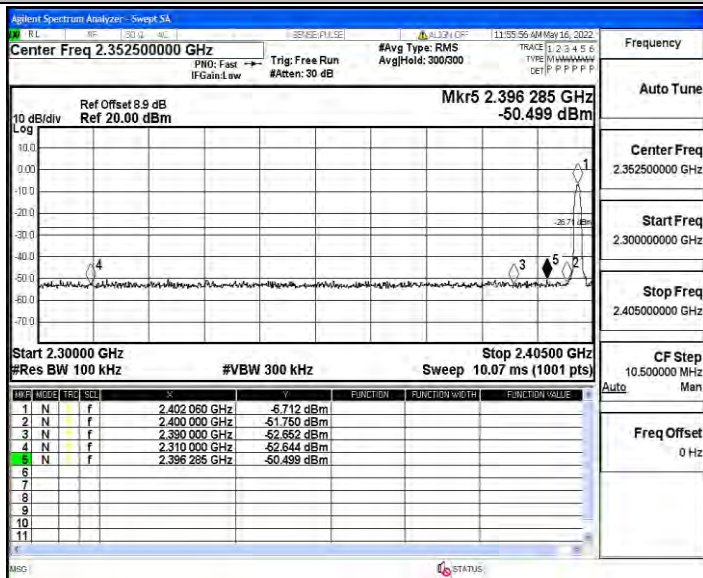 Agilent Spectrum Analyzer - Swept SA
RL RF 50 Ω AC SENSE:PULSE ALIGN OFF 11:55:56 AM May 16, 2022
Center Freq 2.352500000 GHz
PNO: Fast
IFGain:Low
Trig: Free Run
#Atten: 30 dB
#Avg Type: RMS
Avg|Hold: 300/300
TRACE 1 2 3 4 5 6
TYPE M W W W W W
DET P P P P P P
Ref Offset 8.9 dB
10 dB/div Ref 20.00 dBm
Log
Mkr5 2.396 285 GHz
-50.499 dBm
10.0
0.00
-10.0
-20.0
-30.0
-40.0
-50.0
-60.0
-70.0
-26.71 dBm
1
2
3
4
5
Start 2.30000 GHz Stop 2.40500 GHz
#Res BW 100 kHz #VBW 300 kHz Sweep 10.07 ms (1001 pts)
MKR MODE TRC SCL X Y FUNCTION FUNCTION WIDTH FUNCTION VALUE
1 N f 2.402 060 GHz -6.712 dBm
2 N f 2.400 000 GHz -51.750 dBm
3 N f 2.390 000 GHz -52.652 dBm
4 N f 2.310 000 GHz -52.644 dBm
5 N f 2.396 285 GHz -50.499 dBm
6
7
8
9
10
11
MSG STATUS
Frequency
Auto Tune
Center Freq
2.352500000 GHz
Start Freq
2.300000000 GHz
Stop Freq
2.405000000 GHz
CF Step
10.500000 MHz
Auto Man
Freq Offset
0 Hz